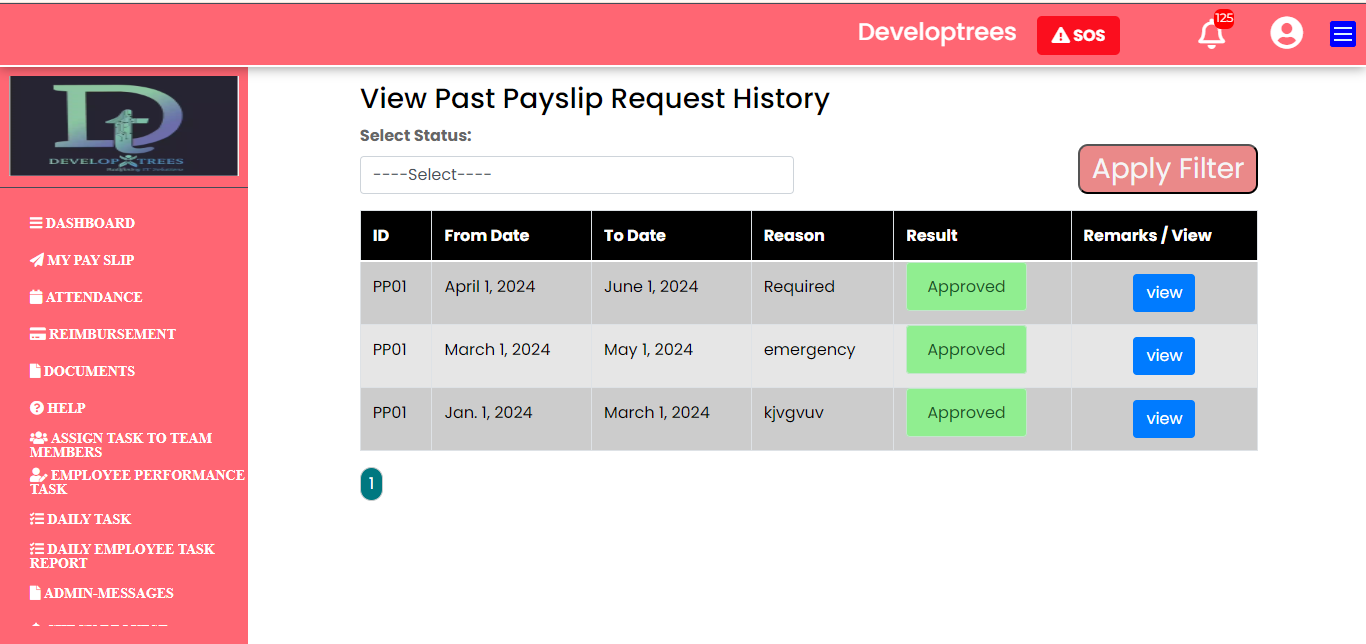 Developtrees
SOS
125
DEVELOP TREES
View Past Payslip Request History
Select Status:
----Select----
Apply Filter
DASHBOARD
MY PAY SLIP
ATTENDANCE
REIMBURSEMENT
DOCUMENTS
HELP
ASSIGN TASK TO TEAM
MEMBERS
EMPLOYEE PERFORMANCE
TASK
DAILY TASK
DAILY EMPLOYEE TASK
REPORT
ADMIN-MESSAGES
ID From Date To Date Reason Result Remarks / View
PP01 April 1, 2024 June 1, 2024 Required Approved view
PP01 March 1, 2024 May 1, 2024 emergency Approved view
PP01 Jan. 1, 2024 March 1, 2024 kjvgvuv Approved view
1